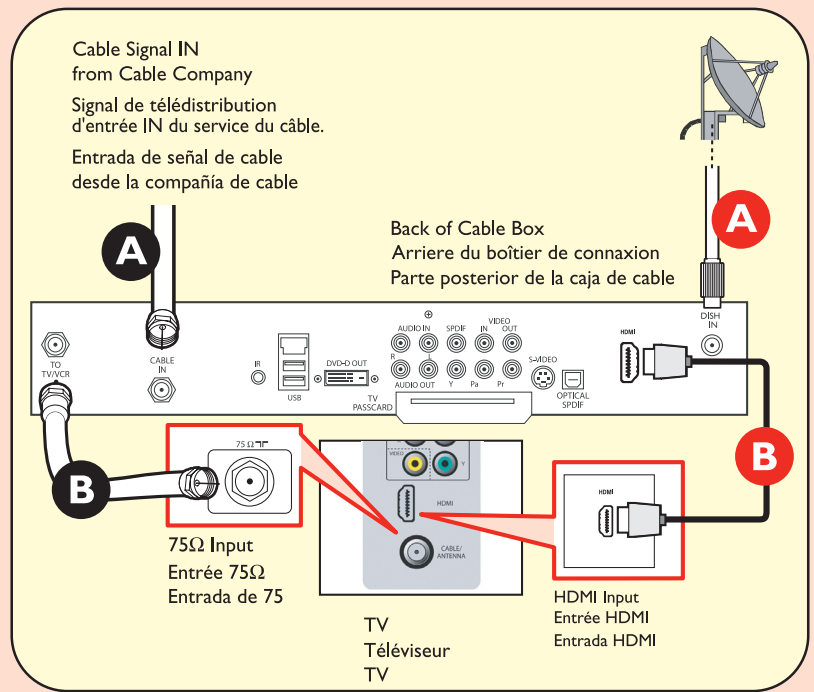 Cable Signal IN
from Cable Company
Signal de télédistribution
d'entrée IN du service du câble.
Entrada de señal de cable
desde la compañía de cable
A
A
Back of Cable Box
Arriere du boîtier de connaxion
Parte posterior de la caja de cable
TO
TV/VCR
CABLE
IN
IR
USB
DVD-D OUT
AUDIO IN
SPDIF
VIDEO
IN
OUT
R
L
AUDIO OUT
Y
Pa
Pr
TV
PASSCARD
S-VIDEO
OPTICAL
SPDIF
HDMI
DISH
IN
B
B
75 Ω
75Ω Input
Entrée 75Ω
Entrada de 75
VIDEO
Y
HDMI
CABLE/
ANTENNA
TV
Téléviseur
TV
HDMI
HDMI Input
Entrée HDMI
Entrada HDMI